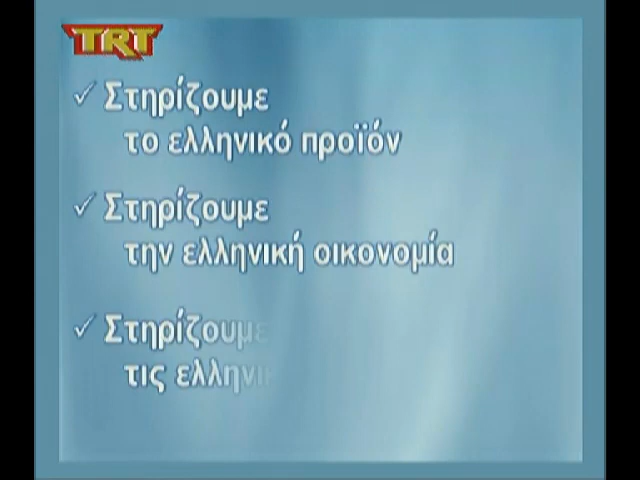 TRT
✓ Στηρίζουμε
το ελληνικό προϊόν
✓ Στηρίζουμε
την ελληνική οικονομία
✓ Στηρίζουμε
τις